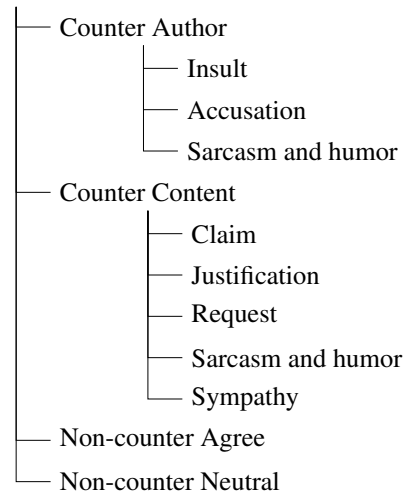 Counter Author
Insult
Accusation
Sarcasm and humor
Counter Content
Claim
Justification
Request
Sarcasm and humor
Sympathy
Non-counter Agree
Non-counter Neutral